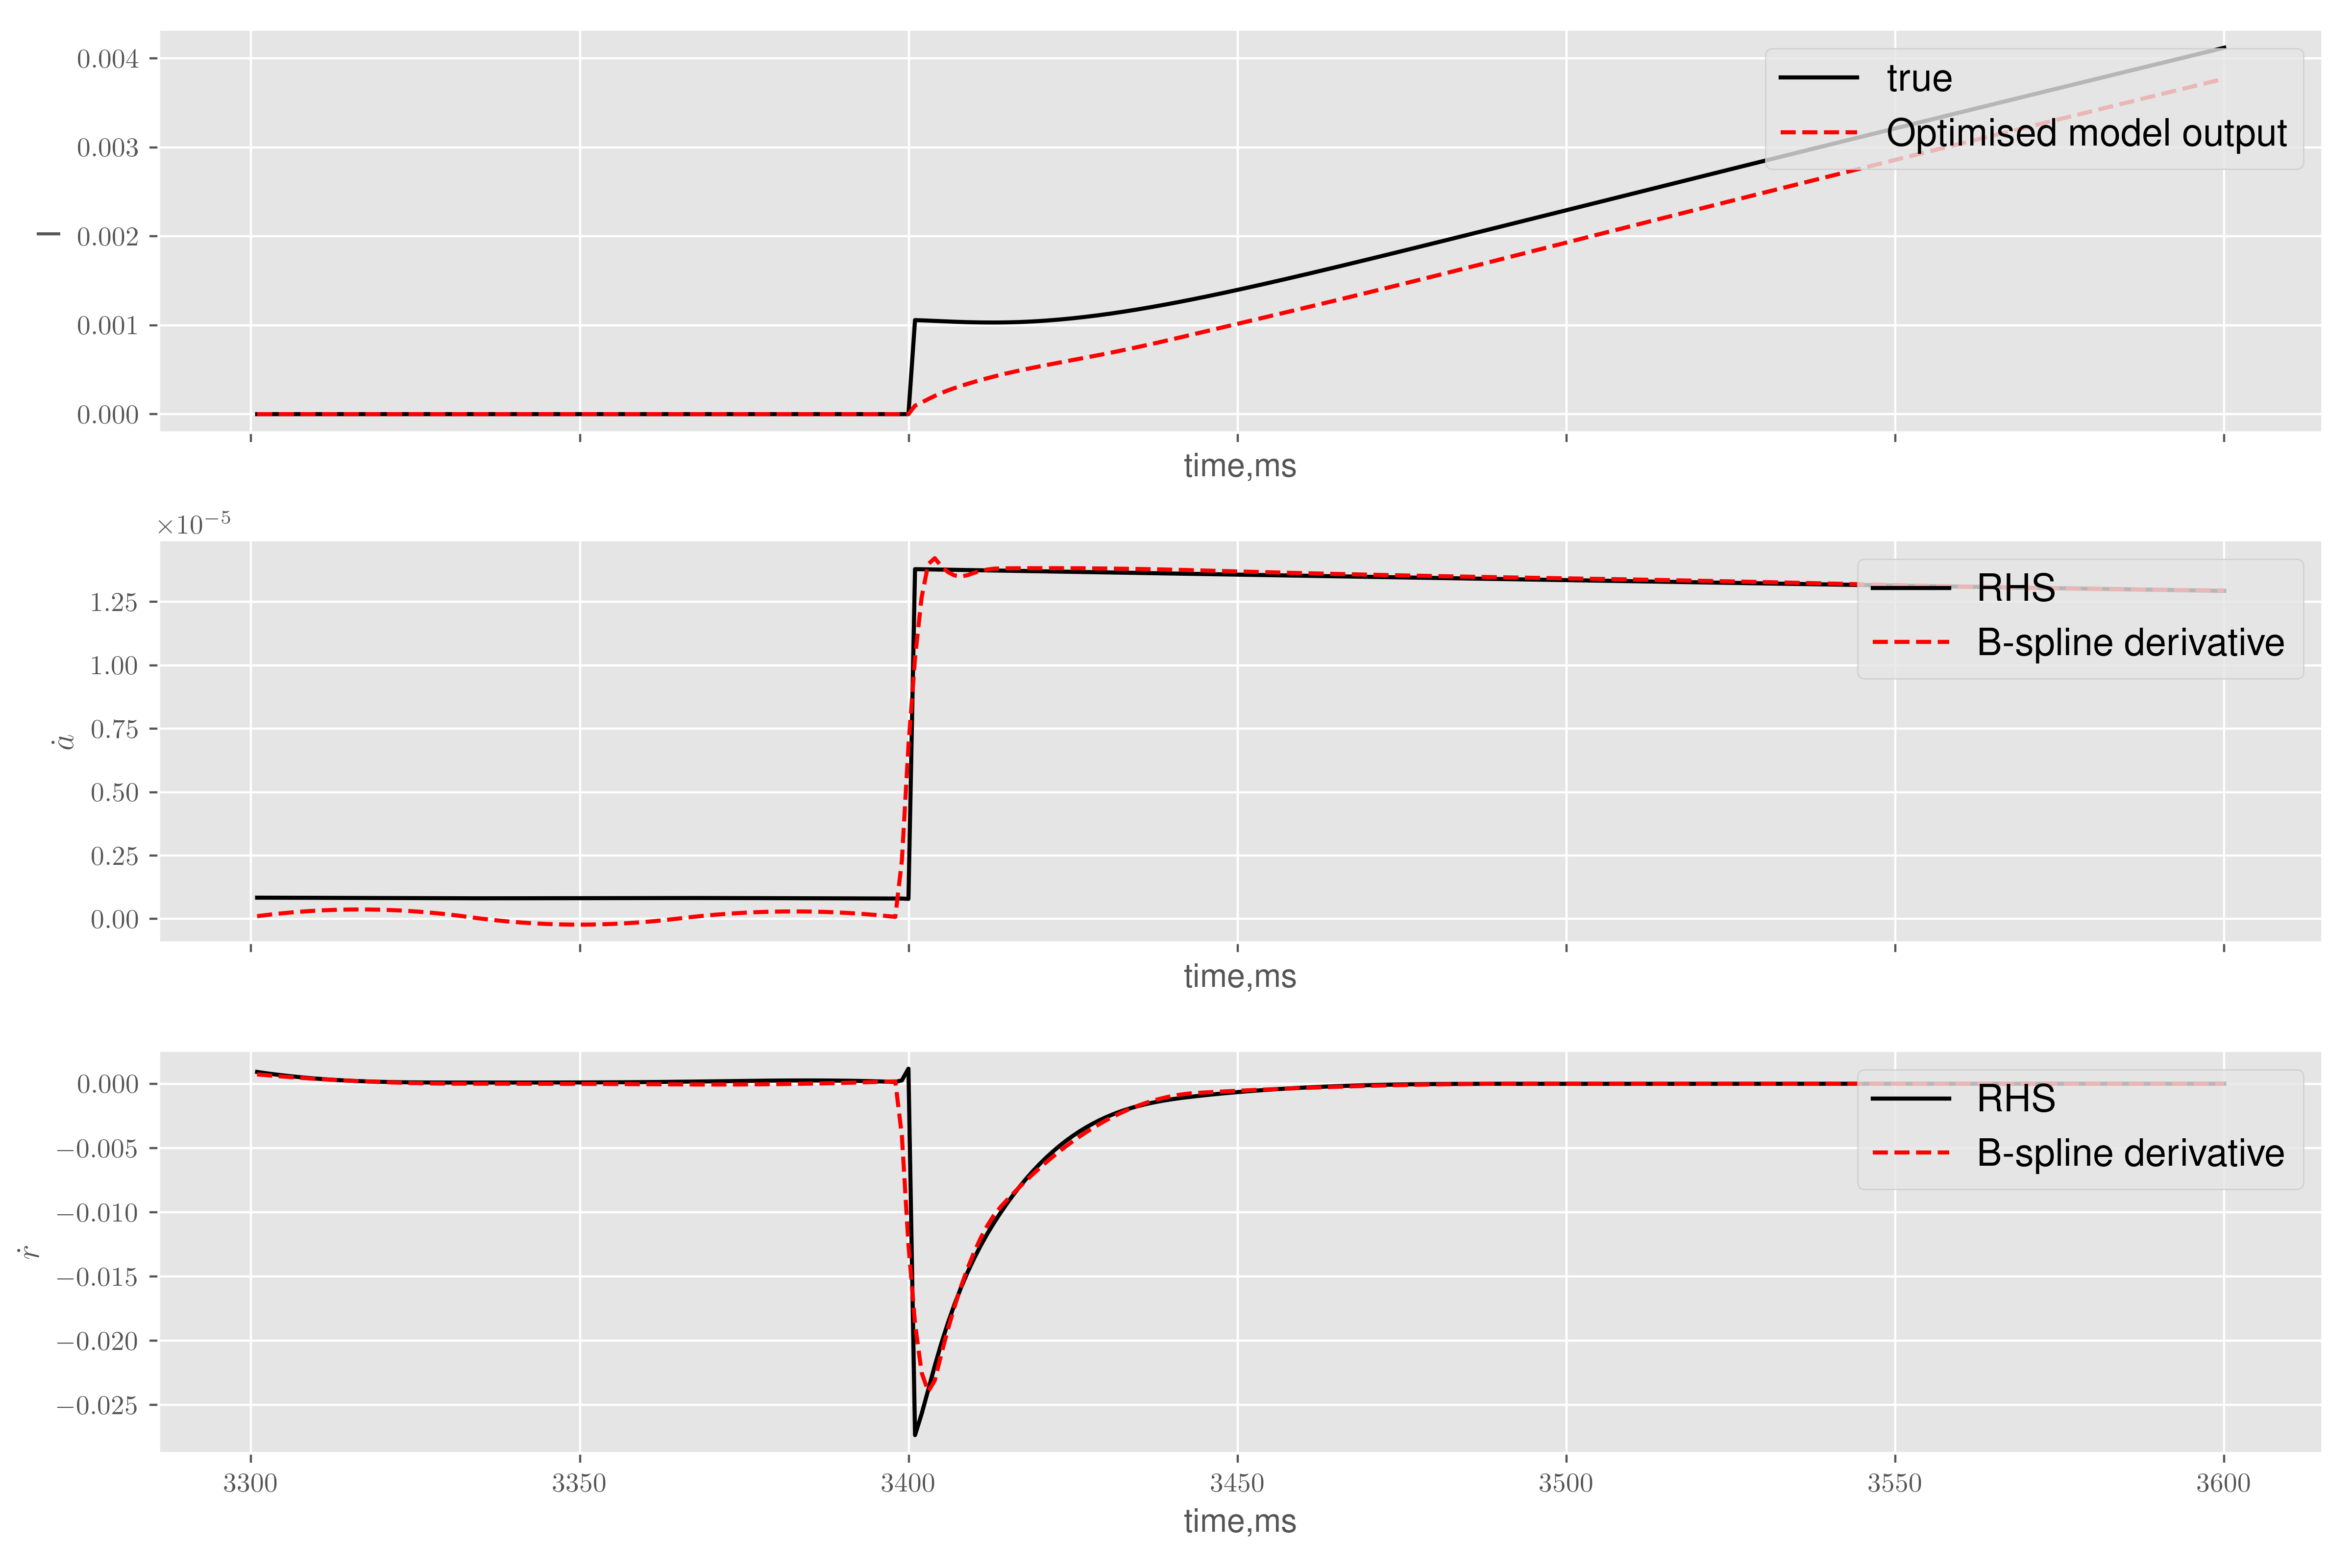 0.004
0.003
0.002
0.001
0.000
I
true
Optimised model output
time,ms
×10⁻⁵
1.25
1.00
0.75
0.50
0.25
0.00
ȧ
RHS
B-spline derivative
time,ms
0.000
−0.005
−0.010
−0.015
−0.020
−0.025
ṙ
RHS
B-spline derivative
3300 3350 3400 3450 3500 3550 3600
time,ms